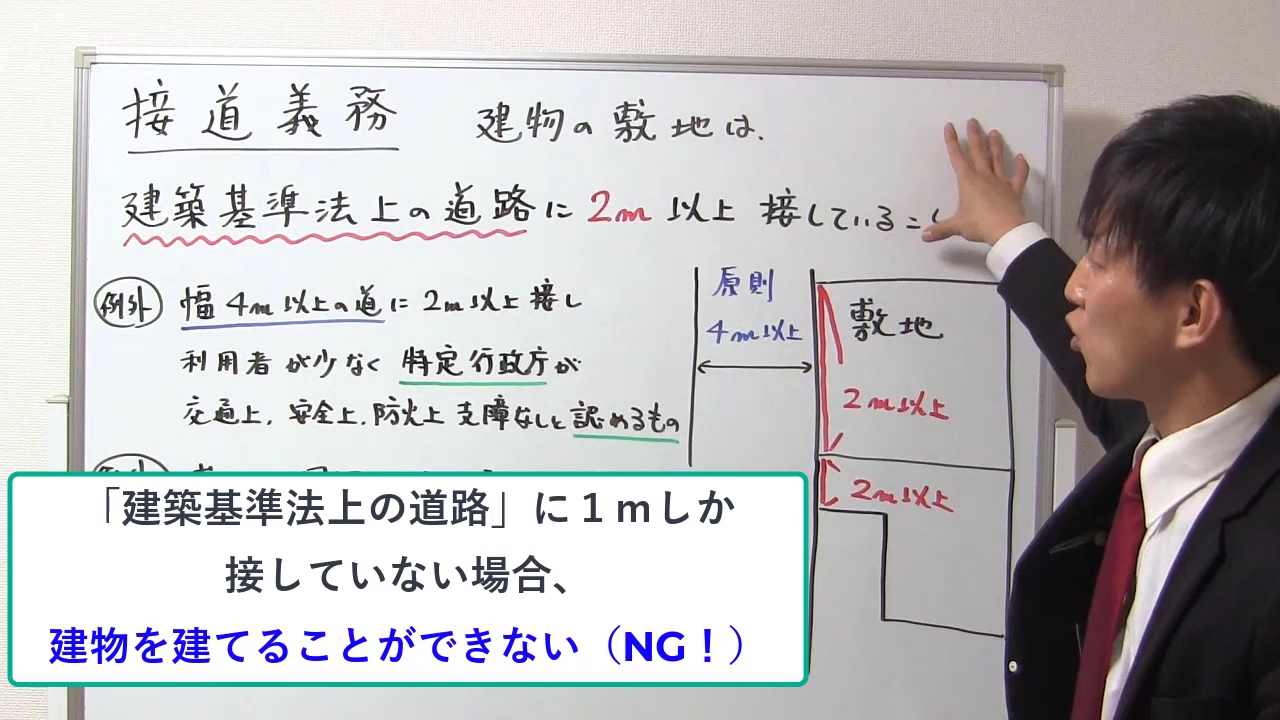 接道義務 建物の敷地は、
建築基準法上の道路に2m以上接しているこ
例外 幅4m以上の道に2m以上接し
利用者が少なく特定行政庁が
交通上、安全上、防火上支障なしと認めるもの
原則
4m以上
敷地
2m以上
2m以上
「建築基準法上の道路」に１ｍしか
接していない場合、
建物を建てることができない（NG！）